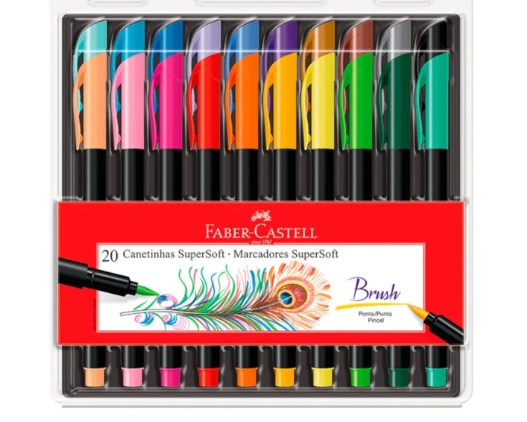 FABER-CASTELL
since 1761
20 Canetinhas SuperSoft · Marcadores SuperSoft
Brush
Ponta/Punta
Pincel